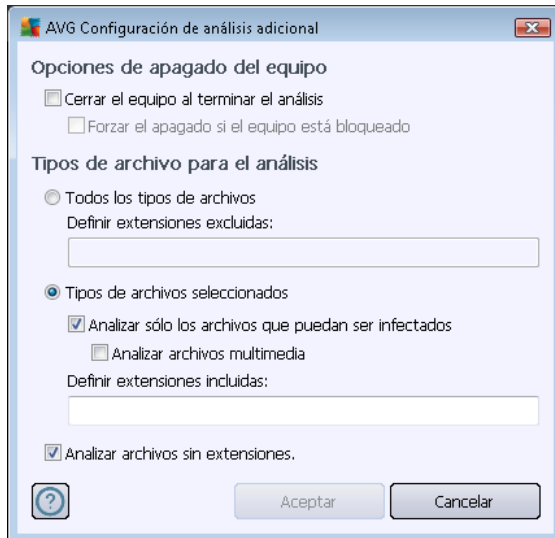 AVG Configuración de análisis adicional
Opciones de apagado del equipo
Cerrar el equipo al terminar el análisis
Forzar el apagado si el equipo está bloqueado
Tipos de archivo para el análisis
Todos los tipos de archivos
Definir extensiones excluidas:
Tipos de archivos seleccionados
Analizar sólo los archivos que puedan ser infectados
Analizar archivos multimedia
Definir extensiones incluidas:
Analizar archivos sin extensiones.
Aceptar
Cancelar